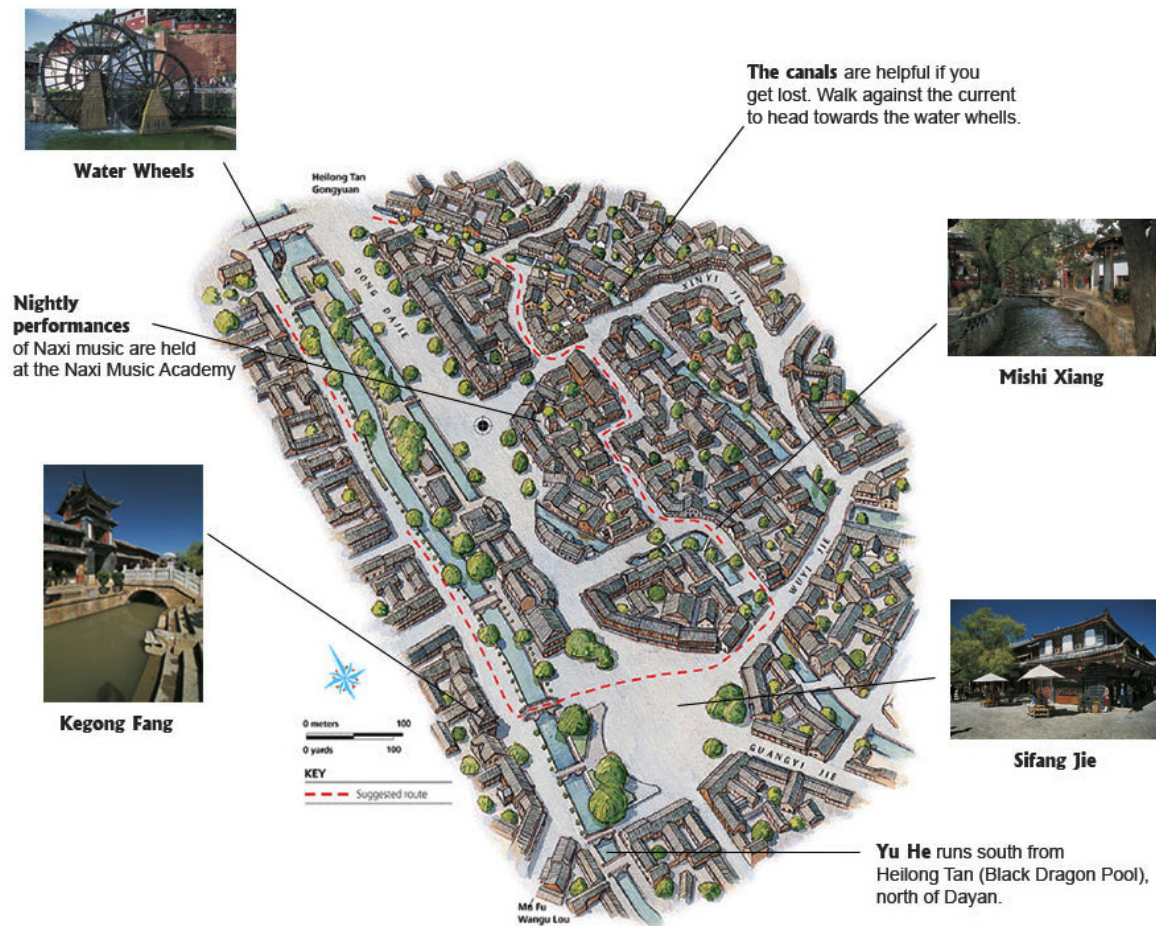 Water Wheels
The canals are helpful if you
get lost. Walk against the current
to head towards the water whells.
Heilong Tan
Gongyuan
DONG DAJIE
XINYI JIE
Nightly
performances
of Naxi music are held
at the Naxi Music Academy
Mishi Xiang
Kegong Fang
WUYI JIE
0 meters 100
0 yards 100
KEY
Suggested route
GUANGYI JIE
Sifang Jie
Yu He runs south from
Heilong Tan (Black Dragon Pool),
north of Dayan.
Mu Fu
Wangu Lou